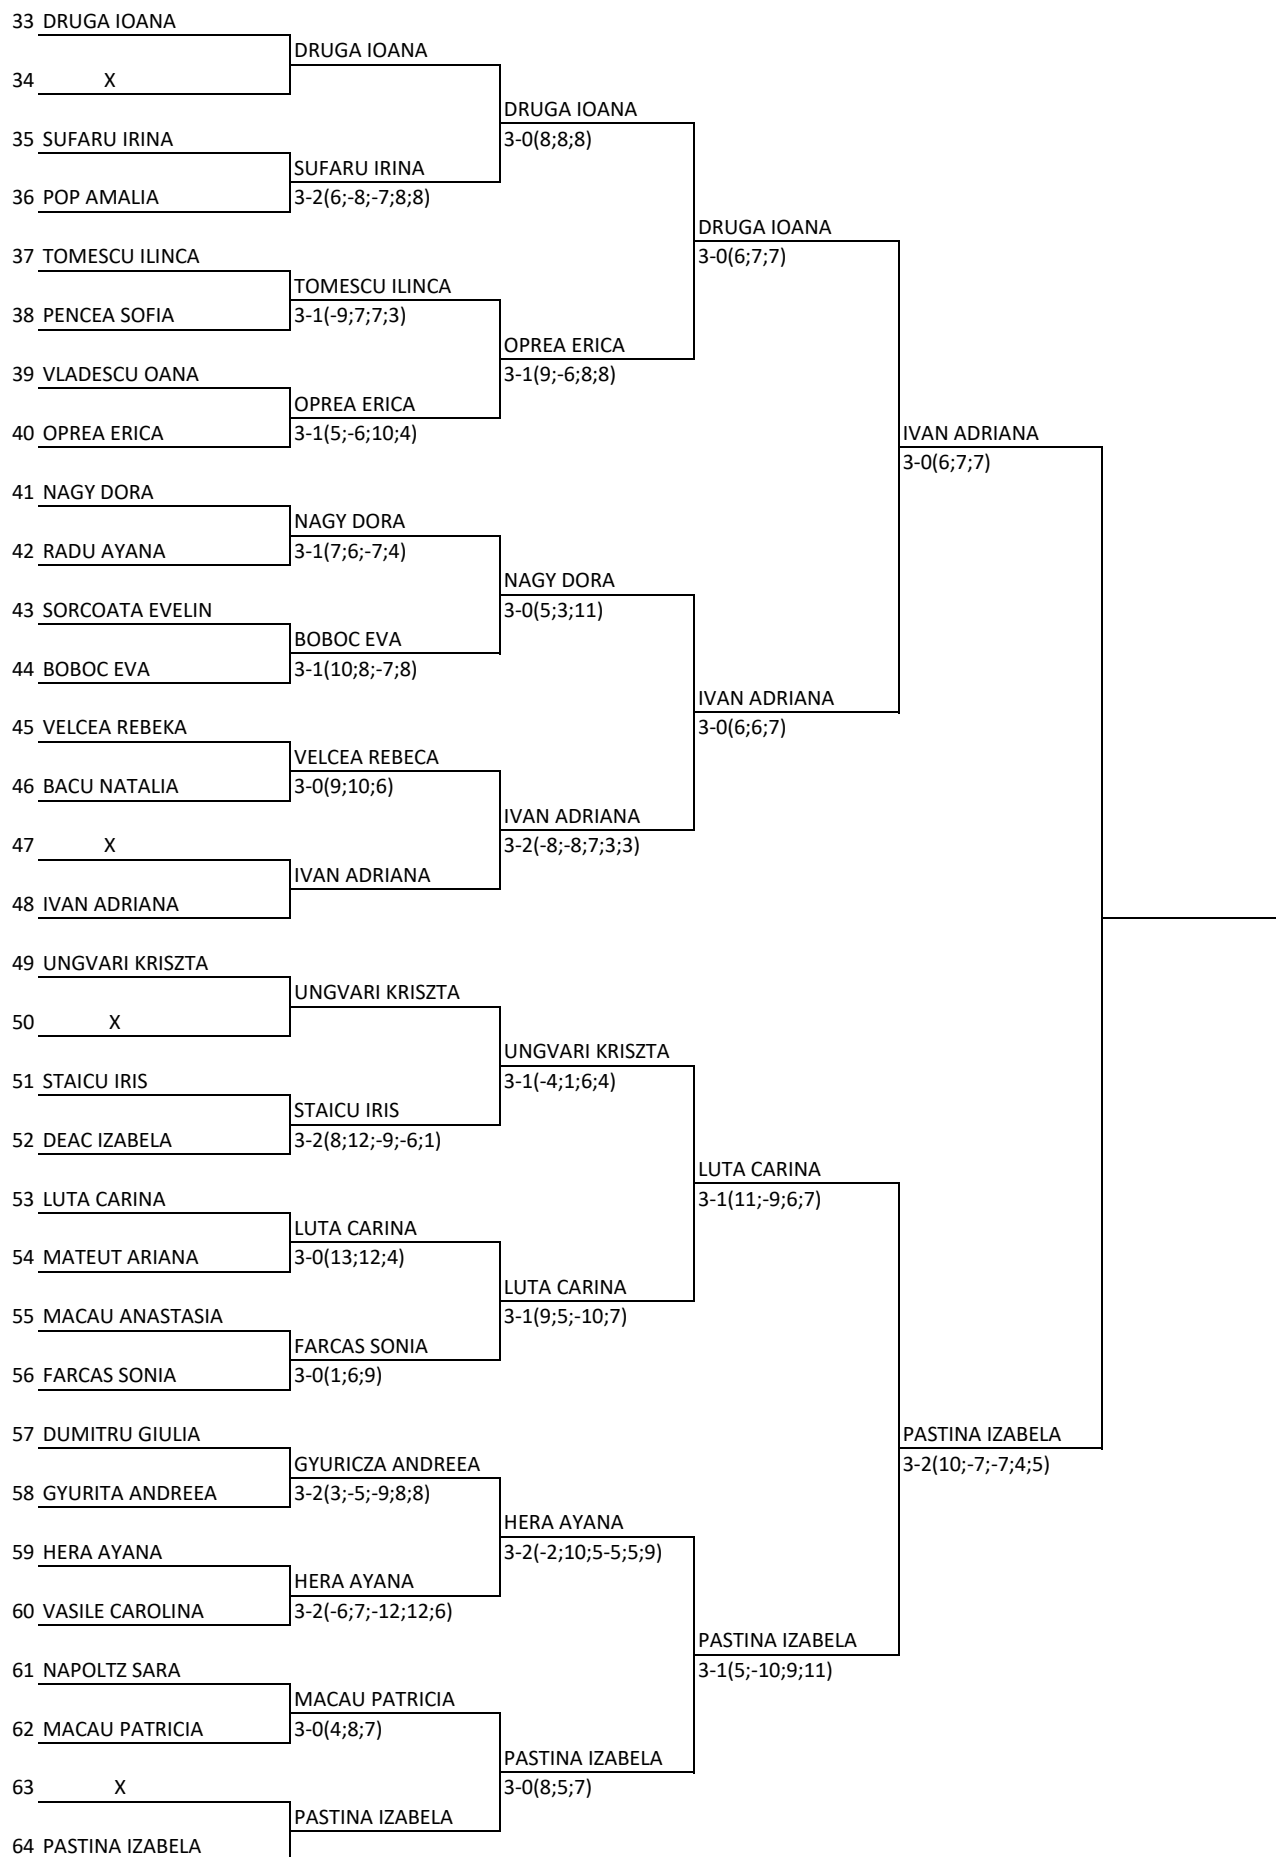 33 DRUGA IOANA
DRUGA IOANA
34 X
DRUGA IOANA
35 SUFARU IRINA
3-0(8;8;8)
SUFARU IRINA
36 POP AMALIA
3-2(6;-8;-7;8;8)
DRUGA IOANA
37 TOMESCU ILINCA
3-0(6;7;7)
TOMESCU ILINCA
38 PENCEA SOFIA
3-1(-9;7;7;3)
OPREA ERICA
39 VLADESCU OANA
3-1(9;-6;8;8)
OPREA ERICA
40 OPREA ERICA
3-1(5;-6;10;4)
IVAN ADRIANA
3-0(6;7;7)
41 NAGY DORA
NAGY DORA
42 RADU AYANA
3-1(7;6;-7;4)
NAGY DORA
43 SORCOATA EVELIN
3-0(5;3;11)
BOBOC EVA
44 BOBOC EVA
3-1(10;8;-7;8)
IVAN ADRIANA
45 VELCEA REBEKA
3-0(6;6;7)
VELCEA REBECA
46 BACU NATALIA
3-0(9;10;6)
IVAN ADRIANA
47 X
3-2(-8;-8;7;3;3)
IVAN ADRIANA
48 IVAN ADRIANA
49 UNGVARI KRISZTA
UNGVARI KRISZTA
50 X
UNGVARI KRISZTA
51 STAICU IRIS
3-1(-4;1;6;4)
STAICU IRIS
52 DEAC IZABELA
3-2(8;12;-9;-6;1)
LUTA CARINA
53 LUTA CARINA
3-1(11;-9;6;7)
LUTA CARINA
54 MATEUT ARIANA
3-0(13;12;4)
LUTA CARINA
55 MACAU ANASTASIA
3-1(9;5;-10;7)
FARCAS SONIA
56 FARCAS SONIA
3-0(1;6;9)
57 DUMITRU GIULIA
PASTINA IZABELA
3-2(10;-7;-7;4;5)
GYURICZA ANDREEA
58 GYURITA ANDREEA
3-2(3;-5;-9;8;8)
HERA AYANA
59 HERA AYANA
3-2(-2;10;5-5;5;9)
HERA AYANA
60 VASILE CAROLINA
3-2(-6;7;-12;12;6)
PASTINA IZABELA
61 NAPOLTZ SARA
3-1(5;-10;9;11)
MACAU PATRICIA
62 MACAU PATRICIA
3-0(4;8;7)
PASTINA IZABELA
63 X
3-0(8;5;7)
PASTINA IZABELA
64 PASTINA IZABELA